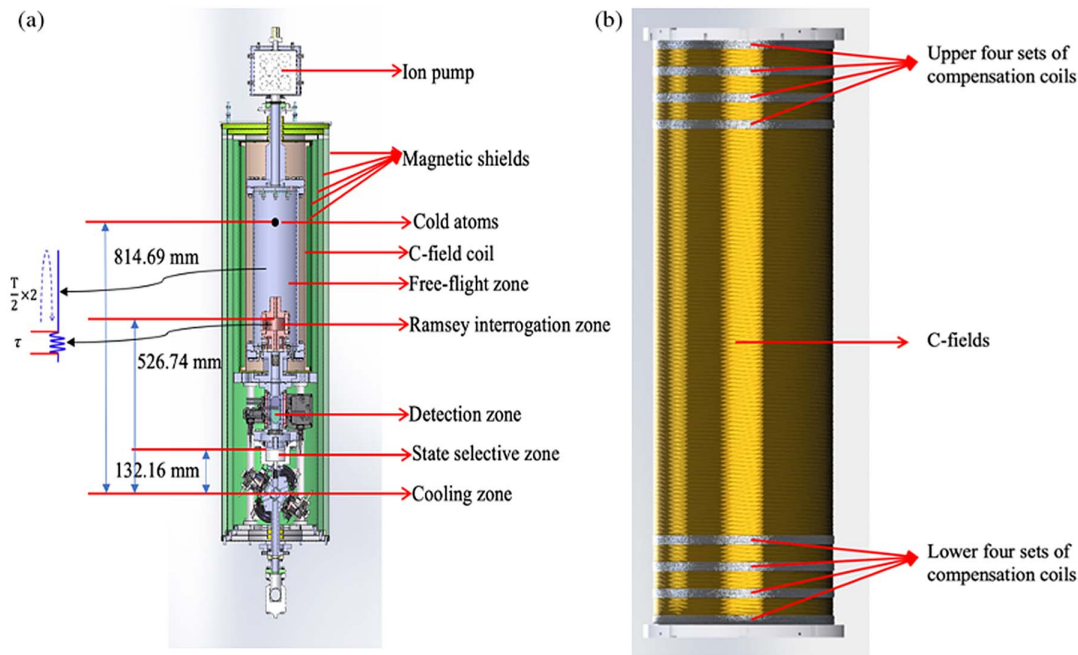 (a)
Ion pump
Magnetic shields
Cold atoms
814.69 mm
C-field coil
Free-flight zone
T/2 ×2
Ramsey interrogation zone
τ
526.74 mm
Detection zone
State selective zone
132.16 mm
Cooling zone
(b)
Upper four sets of
compensation coils
C-fields
Lower four sets of
compensation coils